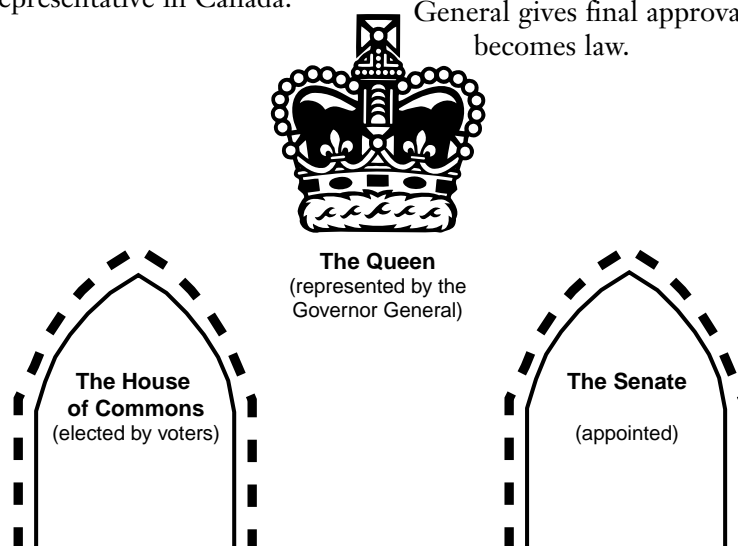 representative in Canada.
General gives final approva
becomes law.
The Queen
(represented by the
Governor General)
The House
of Commons
(elected by voters)
The Senate
(appointed)